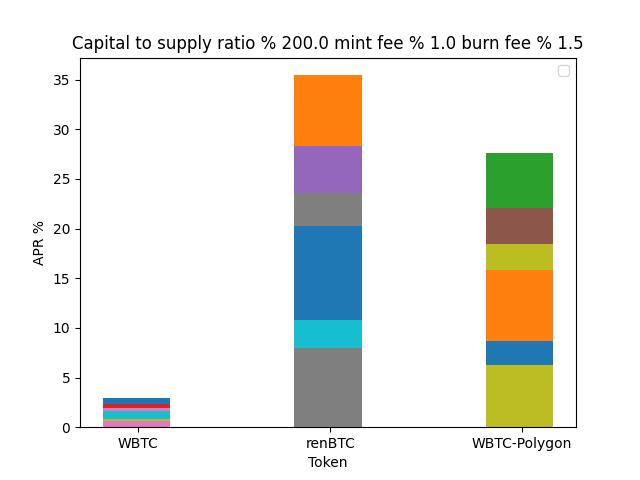 Capital to supply ratio % 200.0 mint fee % 1.0 burn fee % 1.5
APR %
35
30
25
20
15
10
5
0
WBTC renBTC WBTC-Polygon
Token